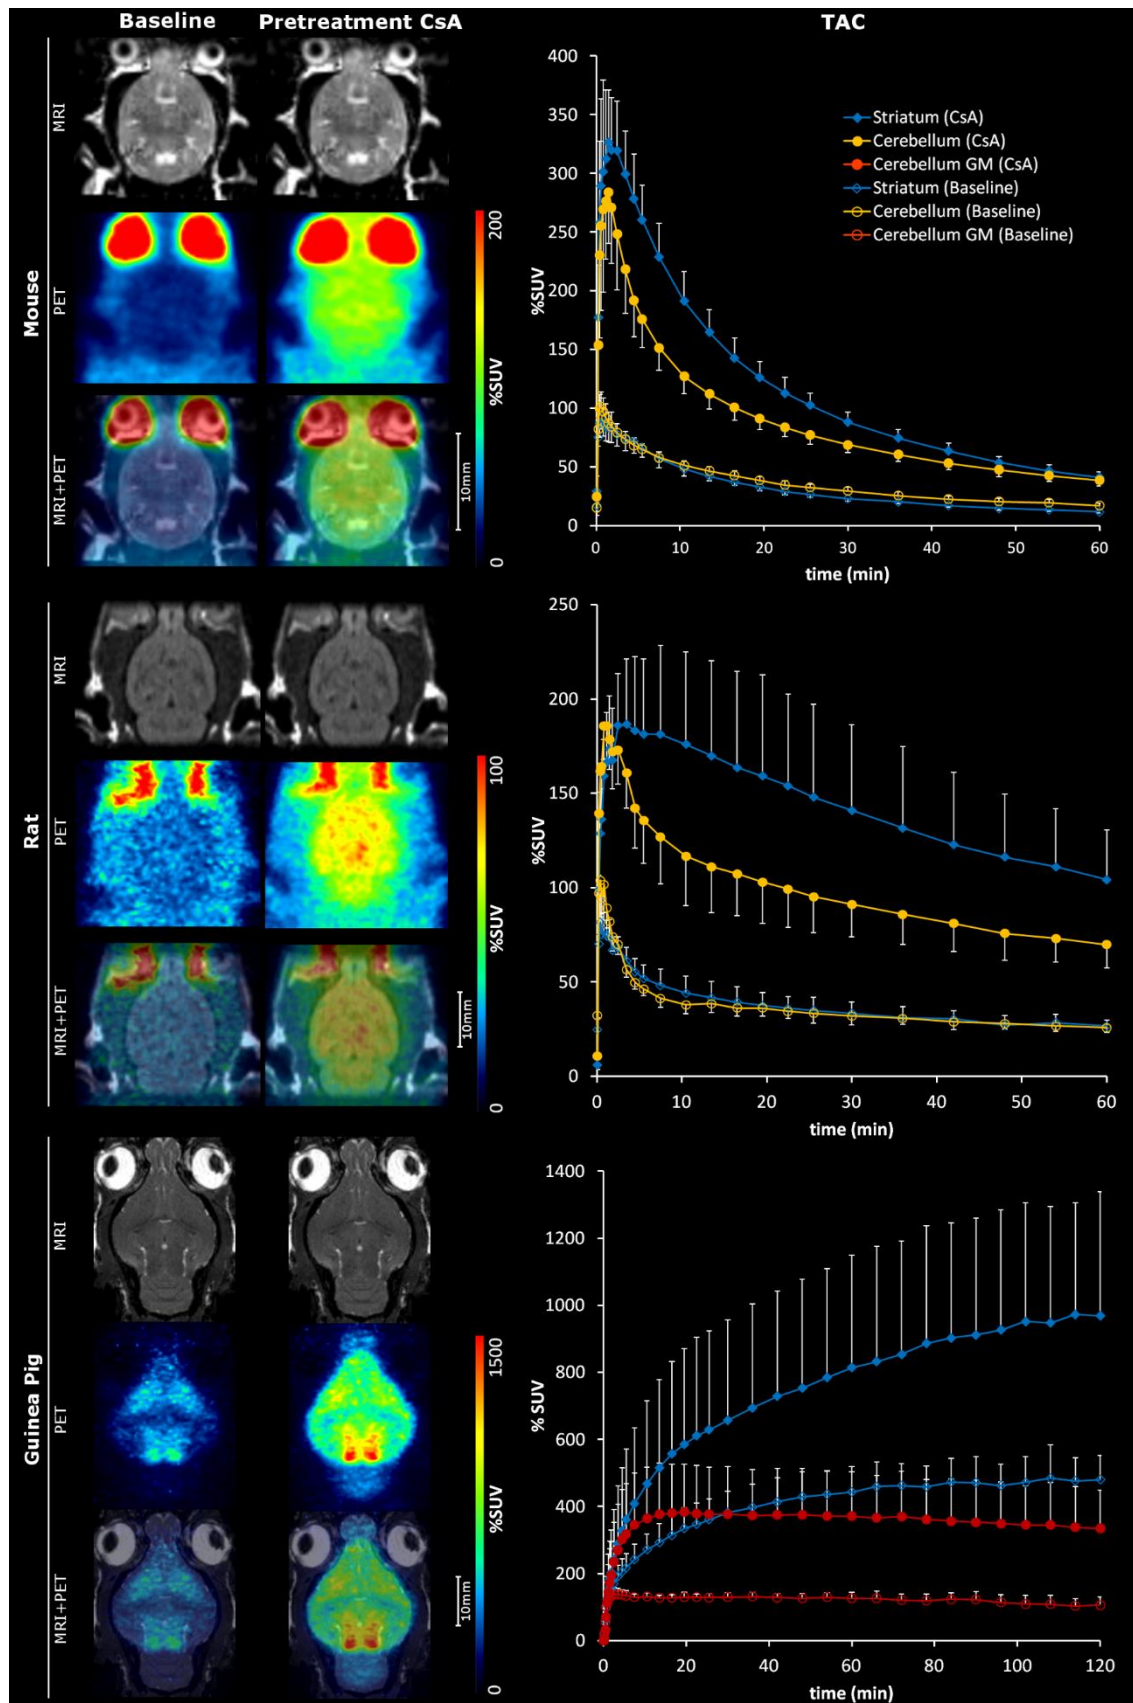 Baseline
Pretreatment CsA
TAC
Mouse
MRI
PET
MRI+PET
200
%SUV
0
10mm
400
350
300
250
200
150
100
50
0
%SUV
0 10 20 30 40 50 60
time (min)
Striatum (CsA)
Cerebellum (CsA)
Cerebellum GM (CsA)
Striatum (Baseline)
Cerebellum (Baseline)
Cerebellum GM (Baseline)
Rat
MRI
PET
MRI+PET
100
%SUV
0
10mm
250
200
150
100
50
0
%SUV
0 10 20 30 40 50 60
time (min)
Guinea Pig
MRI
PET
MRI+PET
1500
%SUV
0
10mm
1400
1200
1000
800
600
400
200
0
% SUV
0 20 40 60 80 100 120
time (min)